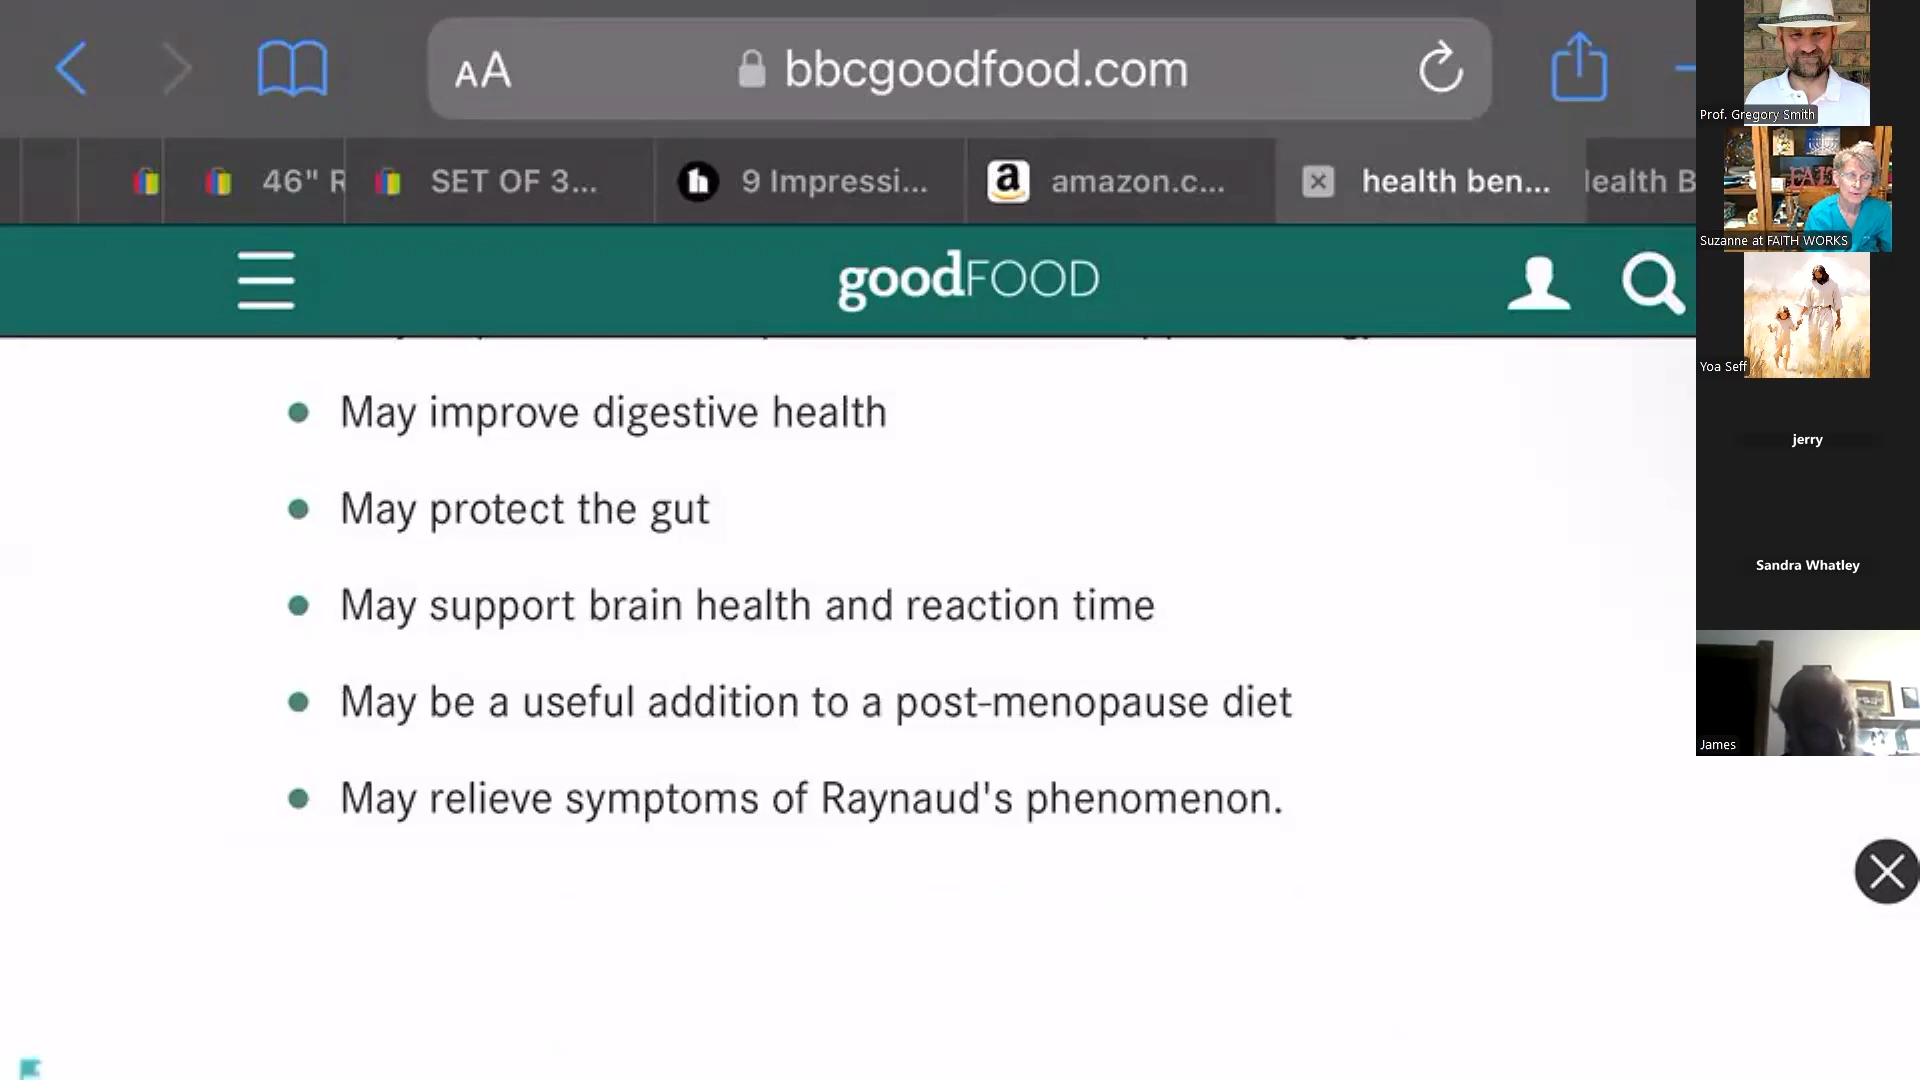 AA
bbcgoodfood.com
46" R
SET OF 3...
h
9 Impressi...
a
amazon.c...
health ben...
lealth B
goodFOOD
May improve digestive health
May protect the gut
May support brain health and reaction time
May be a useful addition to a post-menopause diet
May relieve symptoms of Raynaud's phenomenon.
Prof. Gregory Smith
FAI
Suzanne at FAITH WORKS
Yoa Seff
jerry
Sandra Whatley
James